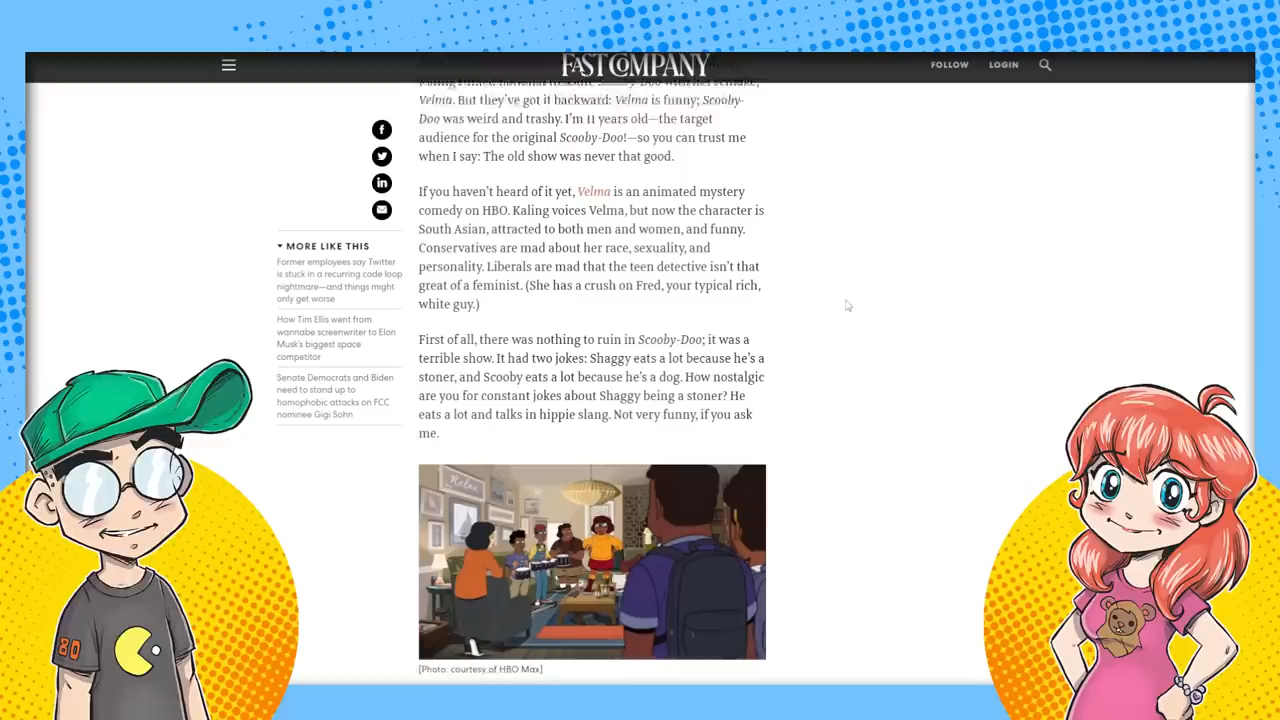 FAST COMPANY
FOLLOW
LOGIN
Velma. But they've got it backward: Velma is funny; Scooby-
Doo was weird and trashy. I'm 11 years old—the target
audience for the original Scooby-Doo!—so you can trust me
when I say: The old show was never that good.
If you haven't heard of it yet, Velma is an animated mystery
comedy on HBO. Kaling voices Velma, but now the character is
South Asian, attracted to both men and women, and funny.
Conservatives are mad about her race, sexuality, and
personality. Liberals are mad that the teen detective isn't that
great of a feminist. (She has a crush on Fred, your typical rich,
white guy.)
First of all, there was nothing to ruin in Scooby-Doo; it was a
terrible show. It had two jokes: Shaggy eats a lot because he's a
stoner, and Scooby eats a lot because he's a dog. How nostalgic
are you for constant jokes about Shaggy being a stoner? He
eats a lot and talks in hippie slang. Not very funny, if you ask
me.
Relax
[Photo: courtesy of HBO Max]
MORE LIKE THIS
Former employees say Twitter
is stuck in a recurring code loop
nightmare—and things might
only get worse
How Tim Ellis went from
wannabe screenwriter to Elon
Musk's biggest space
competitor
Senate Democrats and Biden
need to stand up to
homophobic attacks on FCC
nominee Gigi Sohn
80